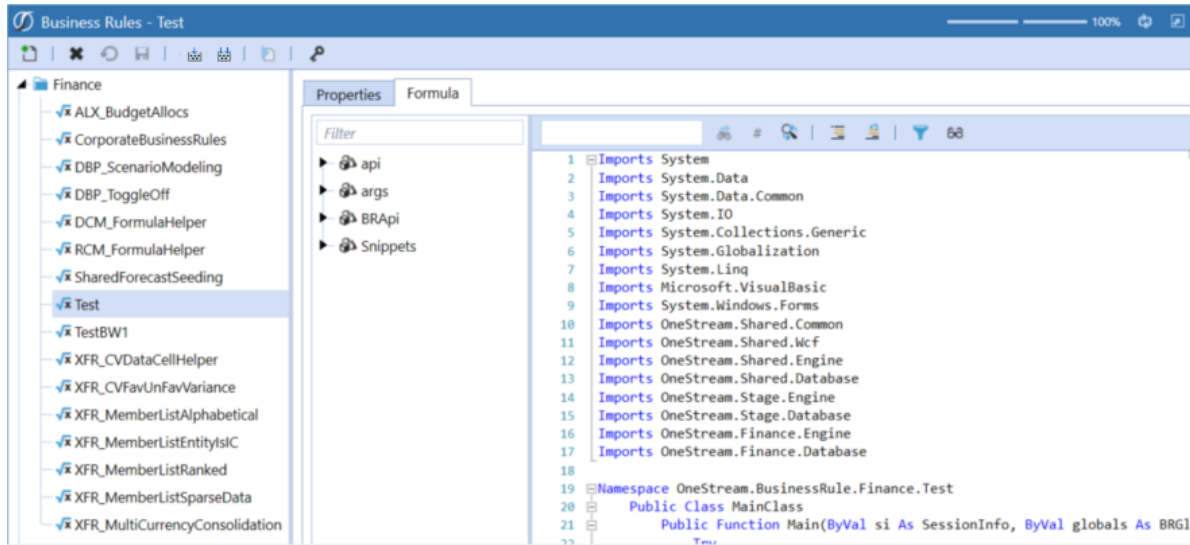 Business Rules - Test
100%
Finance
ALX_BudgetAllocs
CorporateBusinessRules
DBP_ScenarioModeling
DBP_ToggleOff
DCM_FormulaHelper
RCM_FormulaHelper
SharedForecastSeeding
Test
TestBW1
XFR_CVDataCellHelper
XFR_CVFavUnFavVariance
XFR_MemberListAlphabetical
XFR_MemberListEntityIsIC
XFR_MemberListRanked
XFR_MemberListSparseData
XFR_MultiCurrencyConsolidation
Properties
Formula
Filter
api
args
BRApi
Snippets
#
1 Imports System
2 Imports System.Data
3 Imports System.Data.Common
4 Imports System.IO
5 Imports System.Collections.Generic
6 Imports System.Globalization
7 Imports System.Linq
8 Imports Microsoft.VisualBasic
9 Imports System.Windows.Forms
10 Imports OneStream.Shared.Common
11 Imports OneStream.Shared.Wcf
12 Imports OneStream.Shared.Engine
13 Imports OneStream.Shared.Database
14 Imports OneStream.Stage.Engine
15 Imports OneStream.Stage.Database
16 Imports OneStream.Finance.Engine
17 Imports OneStream.Finance.Database
18
19 Namespace OneStream.BusinessRule.Finance.Test
20 Public Class MainClass
21 Public Function Main(ByVal si As SessionInfo, ByVal globals As BRGl
22 Try